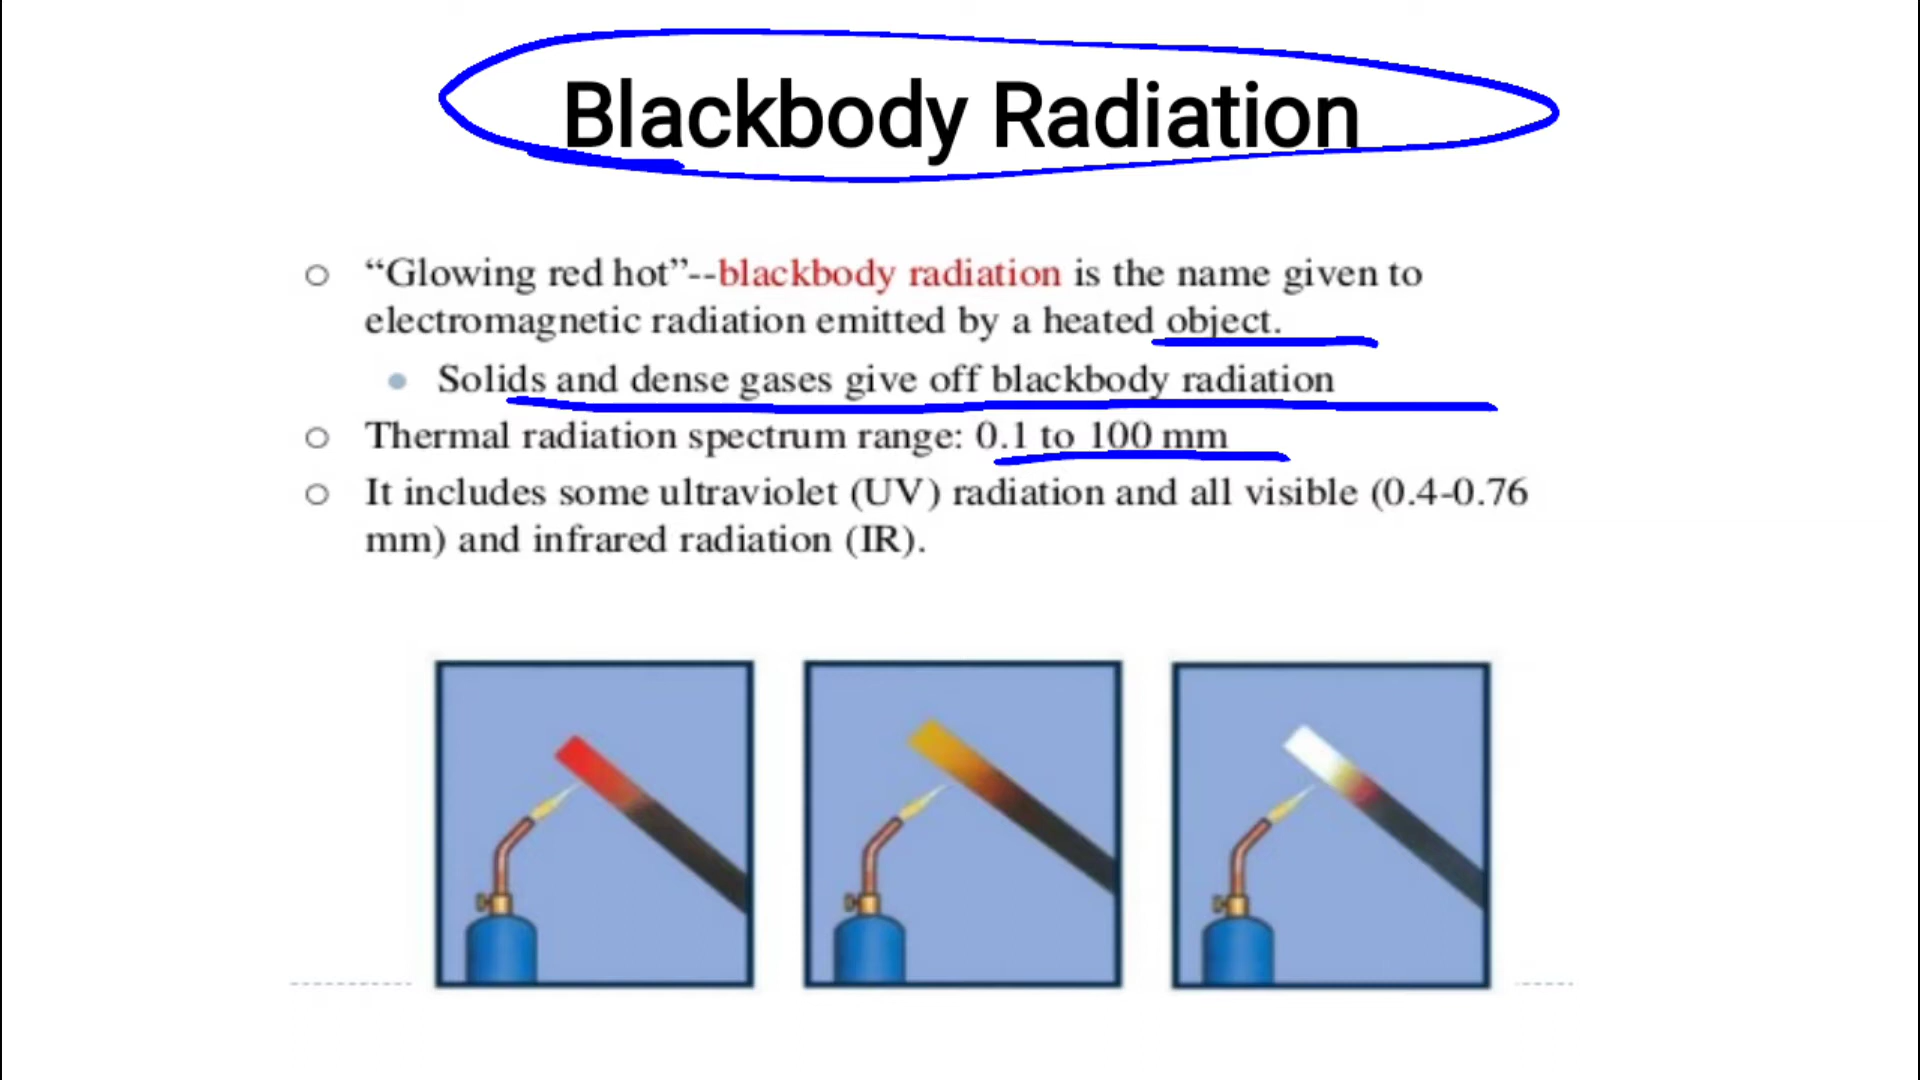 Blackbody Radiation
“Glowing red hot”--blackbody radiation is the name given to
electromagnetic radiation emitted by a heated object.
Solids and dense gases give off blackbody radiation
Thermal radiation spectrum range: 0.1 to 100 mm
It includes some ultraviolet (UV) radiation and all visible (0.4-0.76
mm) and infrared radiation (IR).